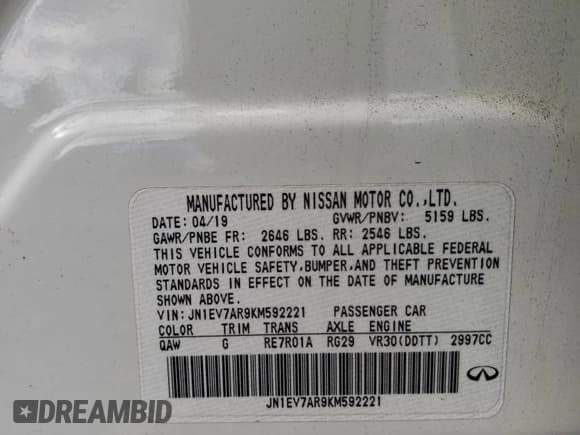 MANUFACTURED BY NISSAN MOTOR CO.,LTD.
DATE: 04/19 GVWR/PNBV: 5159 LBS.
GAWR/PNBE FR: 2646 LBS. RR: 2546 LBS.
THIS VEHICLE CONFORMS TO ALL APPLICABLE FEDERAL
MOTOR VEHICLE SAFETY,BUMPER,AND THEFT PREVENTION
STANDARDS IN EFFECT ON THE DATE OF MANUFACTURE
SHOWN ABOVE.
VIN: JN1EV7AR9KM592221 PASSENGER CAR
COLOR TRIM TRANS AXLE ENGINE
QAW G RE7R01A RG29 VR30(DDTT) 2997CC
JN1EV7AR9KM592221
DREAMBID